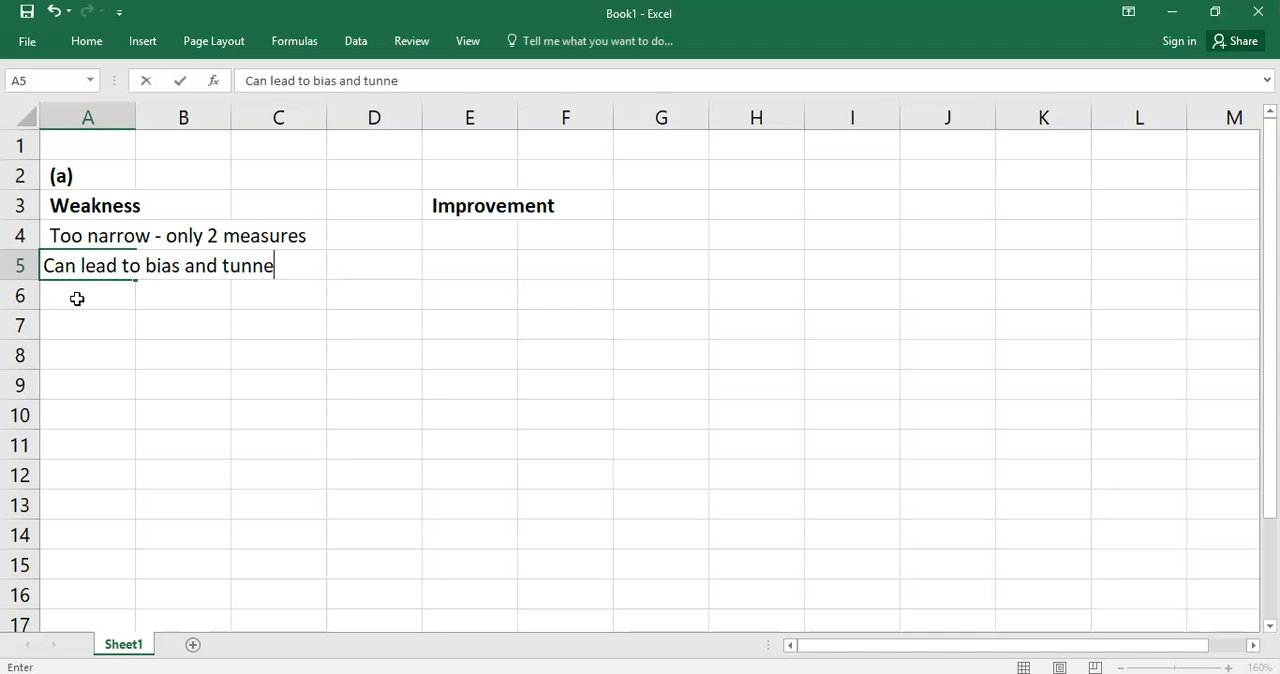 Book1 - Excel
Sign in
Share
File
Home
Insert
Page Layout
Formulas
Data
Review
View
Tell me what you want to do...
A5
fx
Can lead to bias and tunne
A B C D E F G H I J K L M
1
2 (a)
3 Weakness Improvement
4 Too narrow - only 2 measures
5 Can lead to bias and tunne
6
7
8
9
10
11
12
13
14
15
16
17
Sheet1
Enter
160%